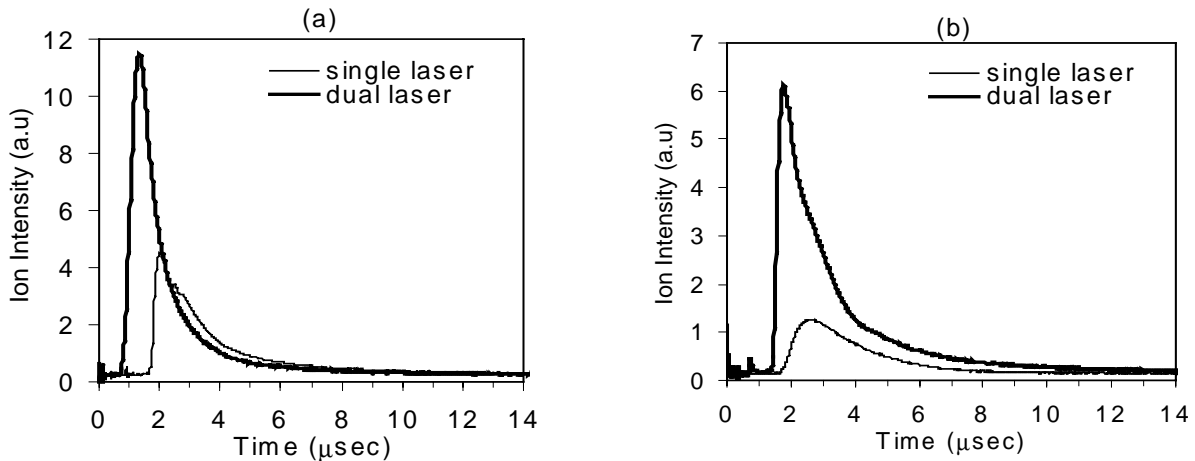 (a)
12
10
8
6
4
2
0
Ion Intensity (a.u)
single laser
dual laser
0 2 4 6 8 10 12 14
Time (μsec)
(b)
7
6
5
4
3
2
1
0
Ion Intensity (a.u)
single laser
dual laser
0 2 4 6 8 10 12 14
Time (μsec)